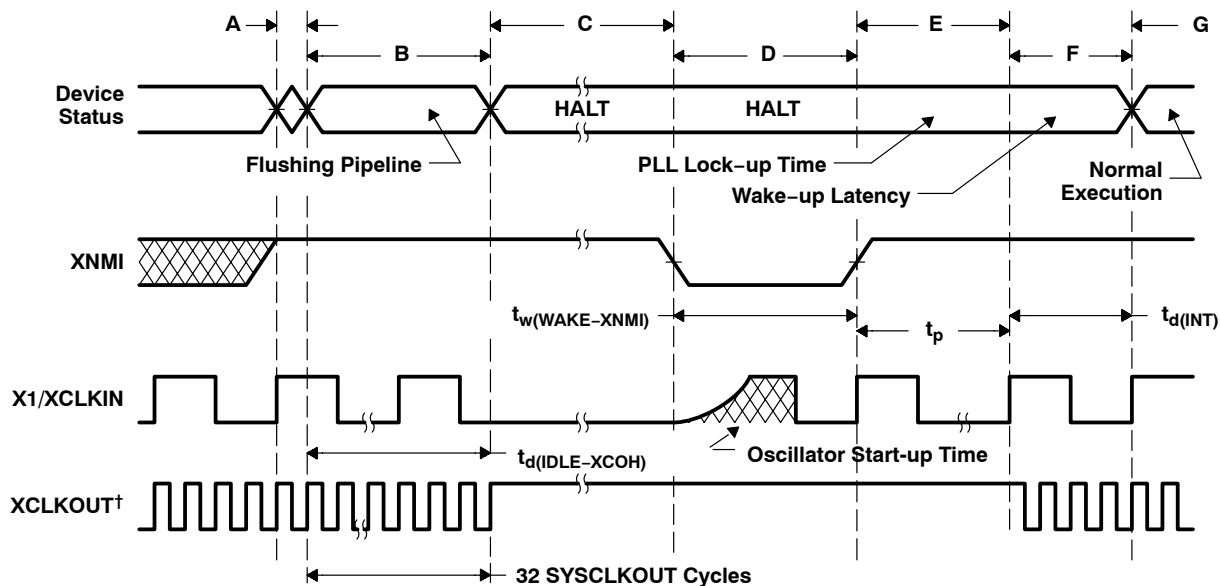 A
B
C
D
E
F
G
Device
Status
HALT
HALT
Flushing Pipeline
PLL Lock−up Time
Wake−up Latency
Normal
Execution
XNMI
tw(WAKE−XNMI)
tp
td(INT)
X1/XCLKIN
Oscillator Start-up Time
td(IDLE−XCOH)
XCLKOUT†
32 SYSCLKOUT Cycles